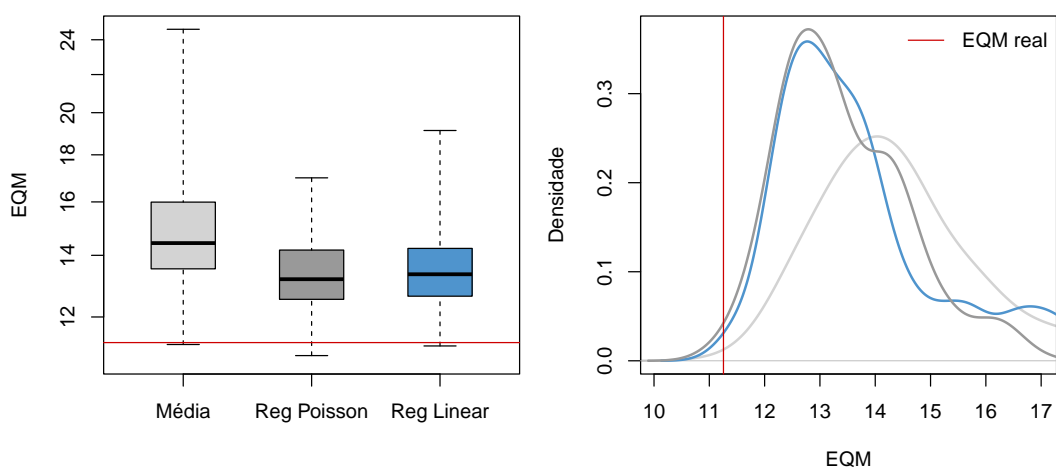 EQM
12
14
16
18
20
24
Média
Reg Poisson
Reg Linear
EQM real
Densidade
0.0
0.1
0.2
0.3
10 11 12 13 14 15 16 17
EQM